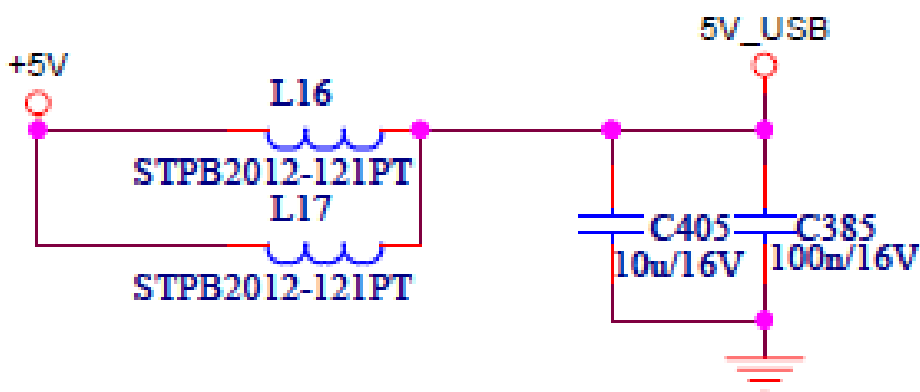 5V_USB
+5V
L16
STPB2012-121PT
L17
STPB2012-121PT
C405
10u/16V
C385
100n/16V